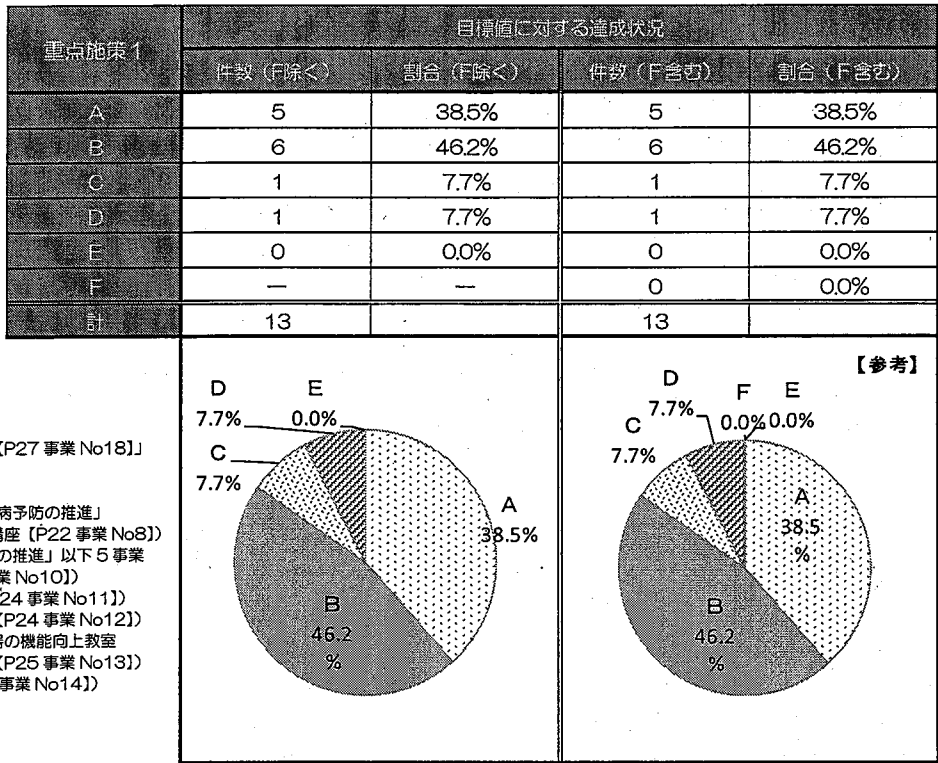 重点施策1
目標値に対する達成状況
件数（F除く） 割合（F除く） 件数（F含む） 割合（F含む）
A 5 38.5% 5 38.5%
B 6 46.2% 6 46.2%
C 1 7.7% 1 7.7%
D 1 7.7% 1 7.7%
E 0 0.0% 0 0.0%
F － － 0 0.0%
計 13 13
【P27 事業 No18】」
病予防の推進」
講座【P22 事業 No8】）
の推進」以下5事業
業 No10】）
24 事業 No11】）
【P24 事業 No12】）
器の機能向上教室
【P25 事業 No13】）
事業 No14】）
D
7.7%
E
0.0%
C
7.7%
A
38.5%
B
46.2
%
【参考】
D
7.7%
F
0.0%
E
0.0%
C
7.7%
A
38.5
%
B
46.2
%